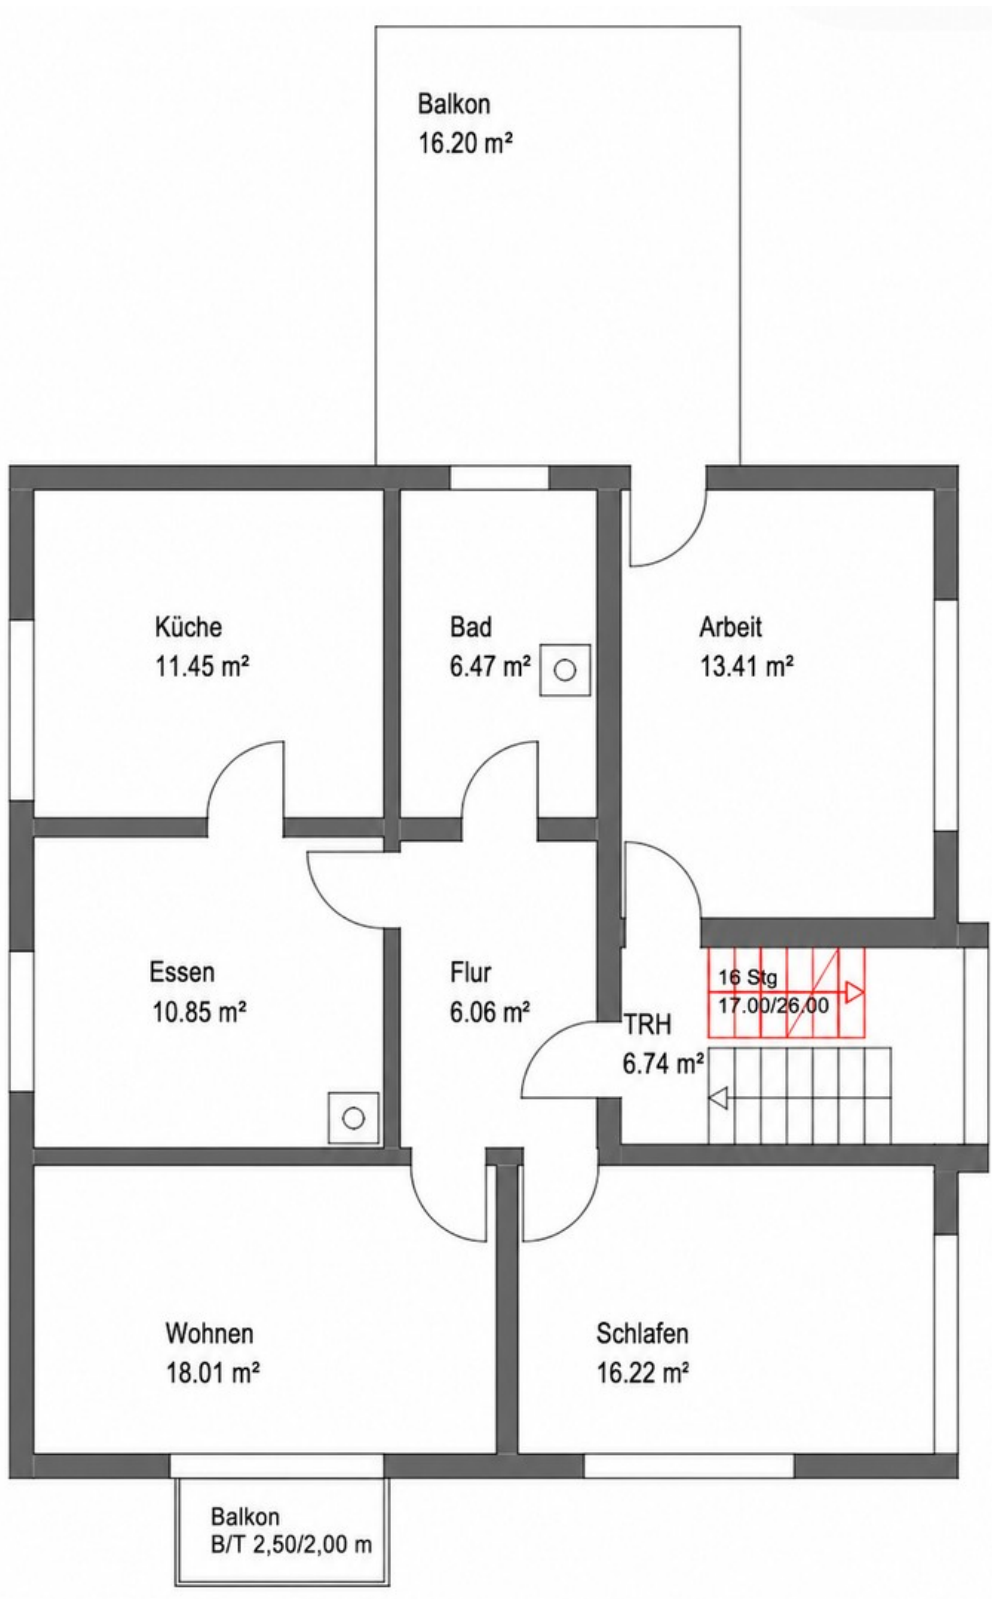 Balkon
16.20 m²
Küche
11.45 m²
Bad
6.47 m²
Arbeit
13.41 m²
Essen
10.85 m²
Flur
6.06 m²
16 Stg
17.00/26.00
TRH
6.74 m²
Wohnen
18.01 m²
Schlafen
16.22 m²
Balkon
B/T 2,50/2,00 m